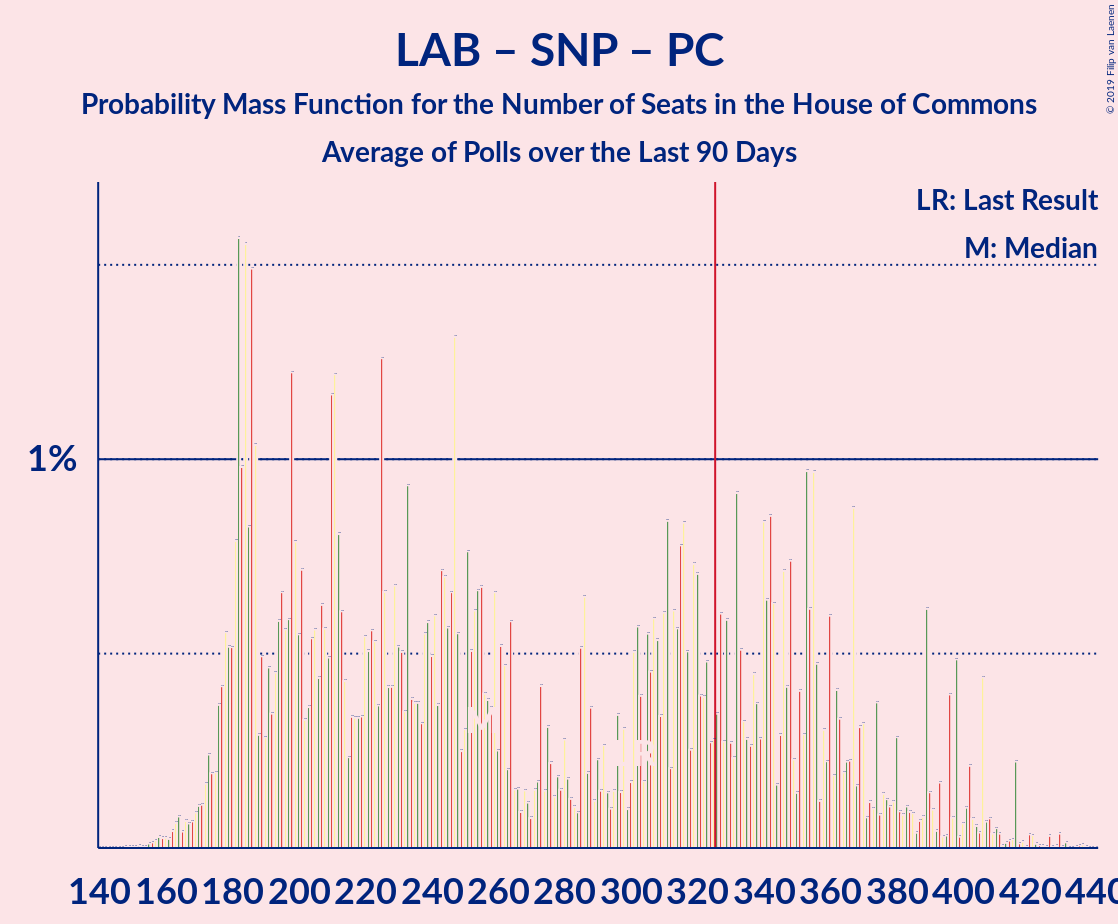 LAB – SNP – PC
Probability Mass Function for the Number of Seats in the House of Commons
Average of Polls over the Last 90 Days
© 2019 Filip van Laenen
LR: Last Result
M: Median
1%
M
LR
140 160 180 200 220 240 260 280 300 320 340 360 380 400 420 440